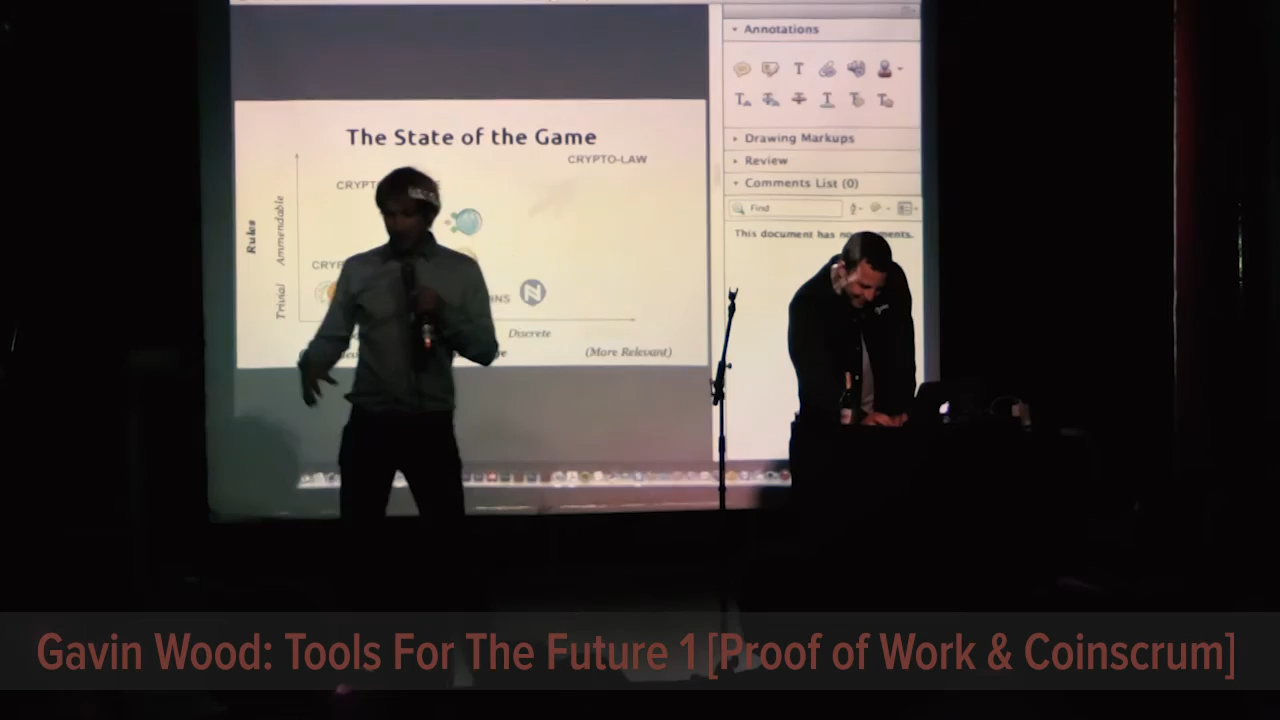 Annotations
The State of the Game
CRYPTO-LAW
Drawing Markups
Review
Comments List (0)
Find
This document has no
Rules
Ammendable
Trivial
Discrete
(More Relevant)
Gavin Wood: Tools For The Future 1 [Proof of Work & Coinscrum]